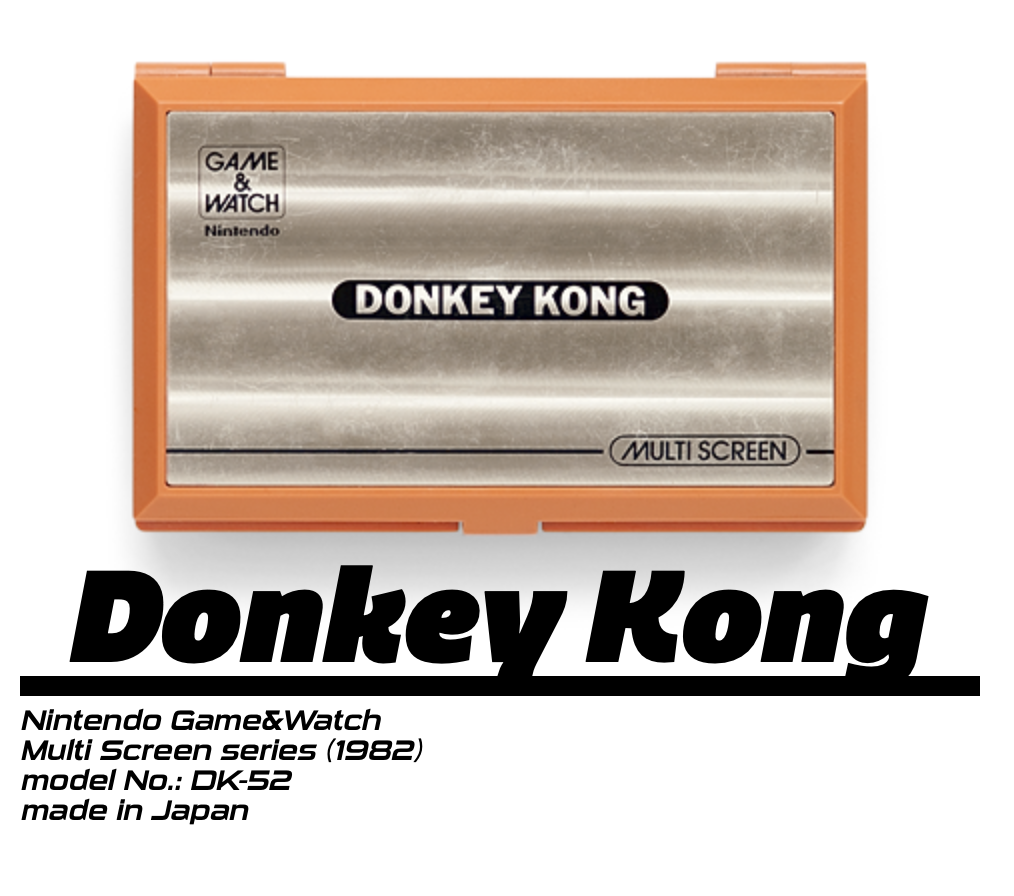 GAME
&
WATCH
Nintendo
DONKEY KONG
MULTI SCREEN
Donkey Kong
Nintendo Game&Watch
Multi Screen series (1982)
model No.: DK-52
made in Japan